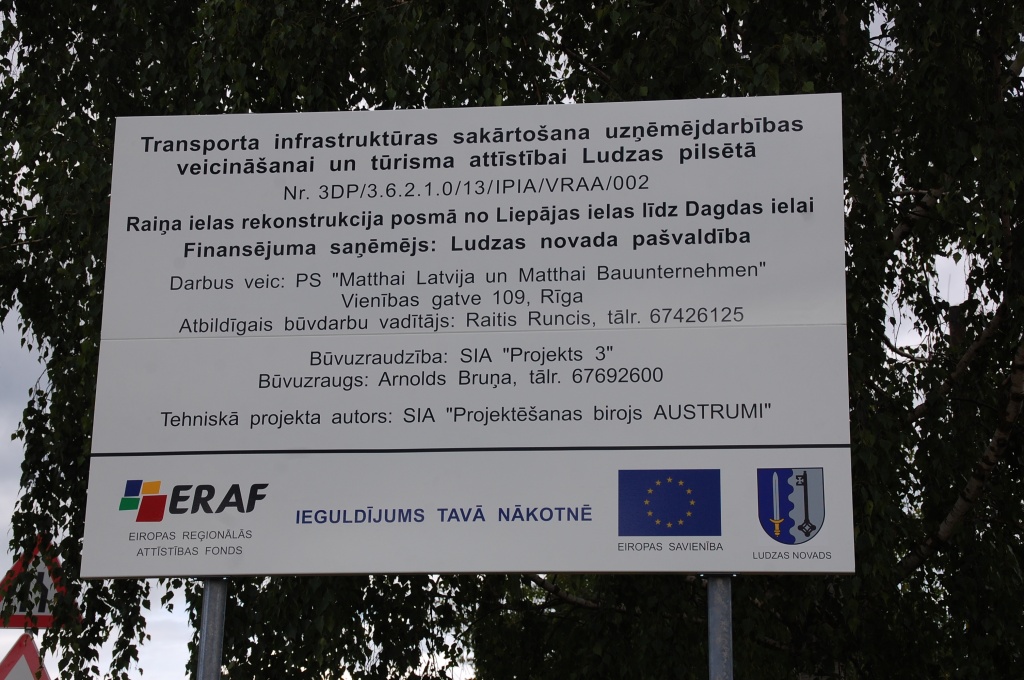 Transporta infrastruktūras sakārtošana uzņēmējdarbības
veicināšanai un tūrisma attīstībai Ludzas pilsētā
Nr. 3DP/3.6.2.1.0/13/IPIA/VRAA/002
Raiņa ielas rekonstrukcija posmā no Liepājas ielas līdz Dagdas ielai
Finansējuma saņēmējs: Ludzas novada pašvaldība
Darbus veic: PS "Matthai Latvija un Matthai Bauunternehmen"
Vienības gatve 109, Rīga
Atbildīgais būvdarbu vadītājs: Raitis Runcis, tālr. 67426125
Būvuzraudzība: SIA "Projekts 3"
Būvuzraugs: Arnolds Bruņa, tālr. 67692600
Tehniskā projekta autors: SIA "Projektēšanas birojs AUSTRUMI"
ERAF
EIROPAS REĢIONĀLĀS
ATTĪSTĪBAS FONDS
IEGULDĪJUMS TAVĀ NĀKOTNĒ
EIROPAS SAVIENĪBA
LUDZAS NOVADS